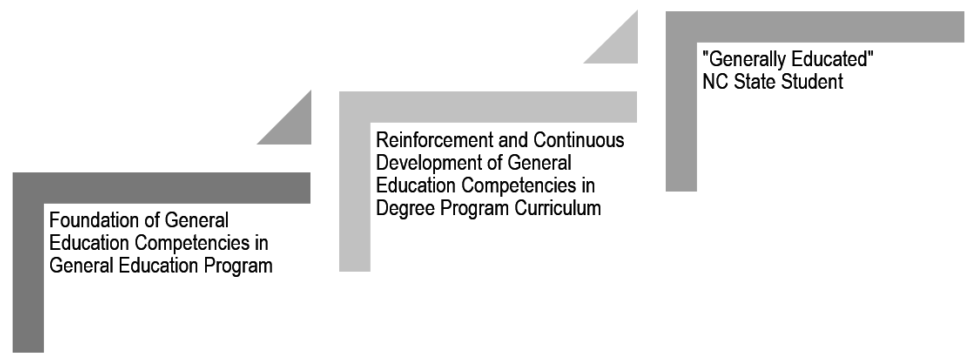 Foundation of General
Education Competencies in
General Education Program
Reinforcement and Continuous
Development of General
Education Competencies in
Degree Program Curriculum
"Generally Educated"
NC State Student